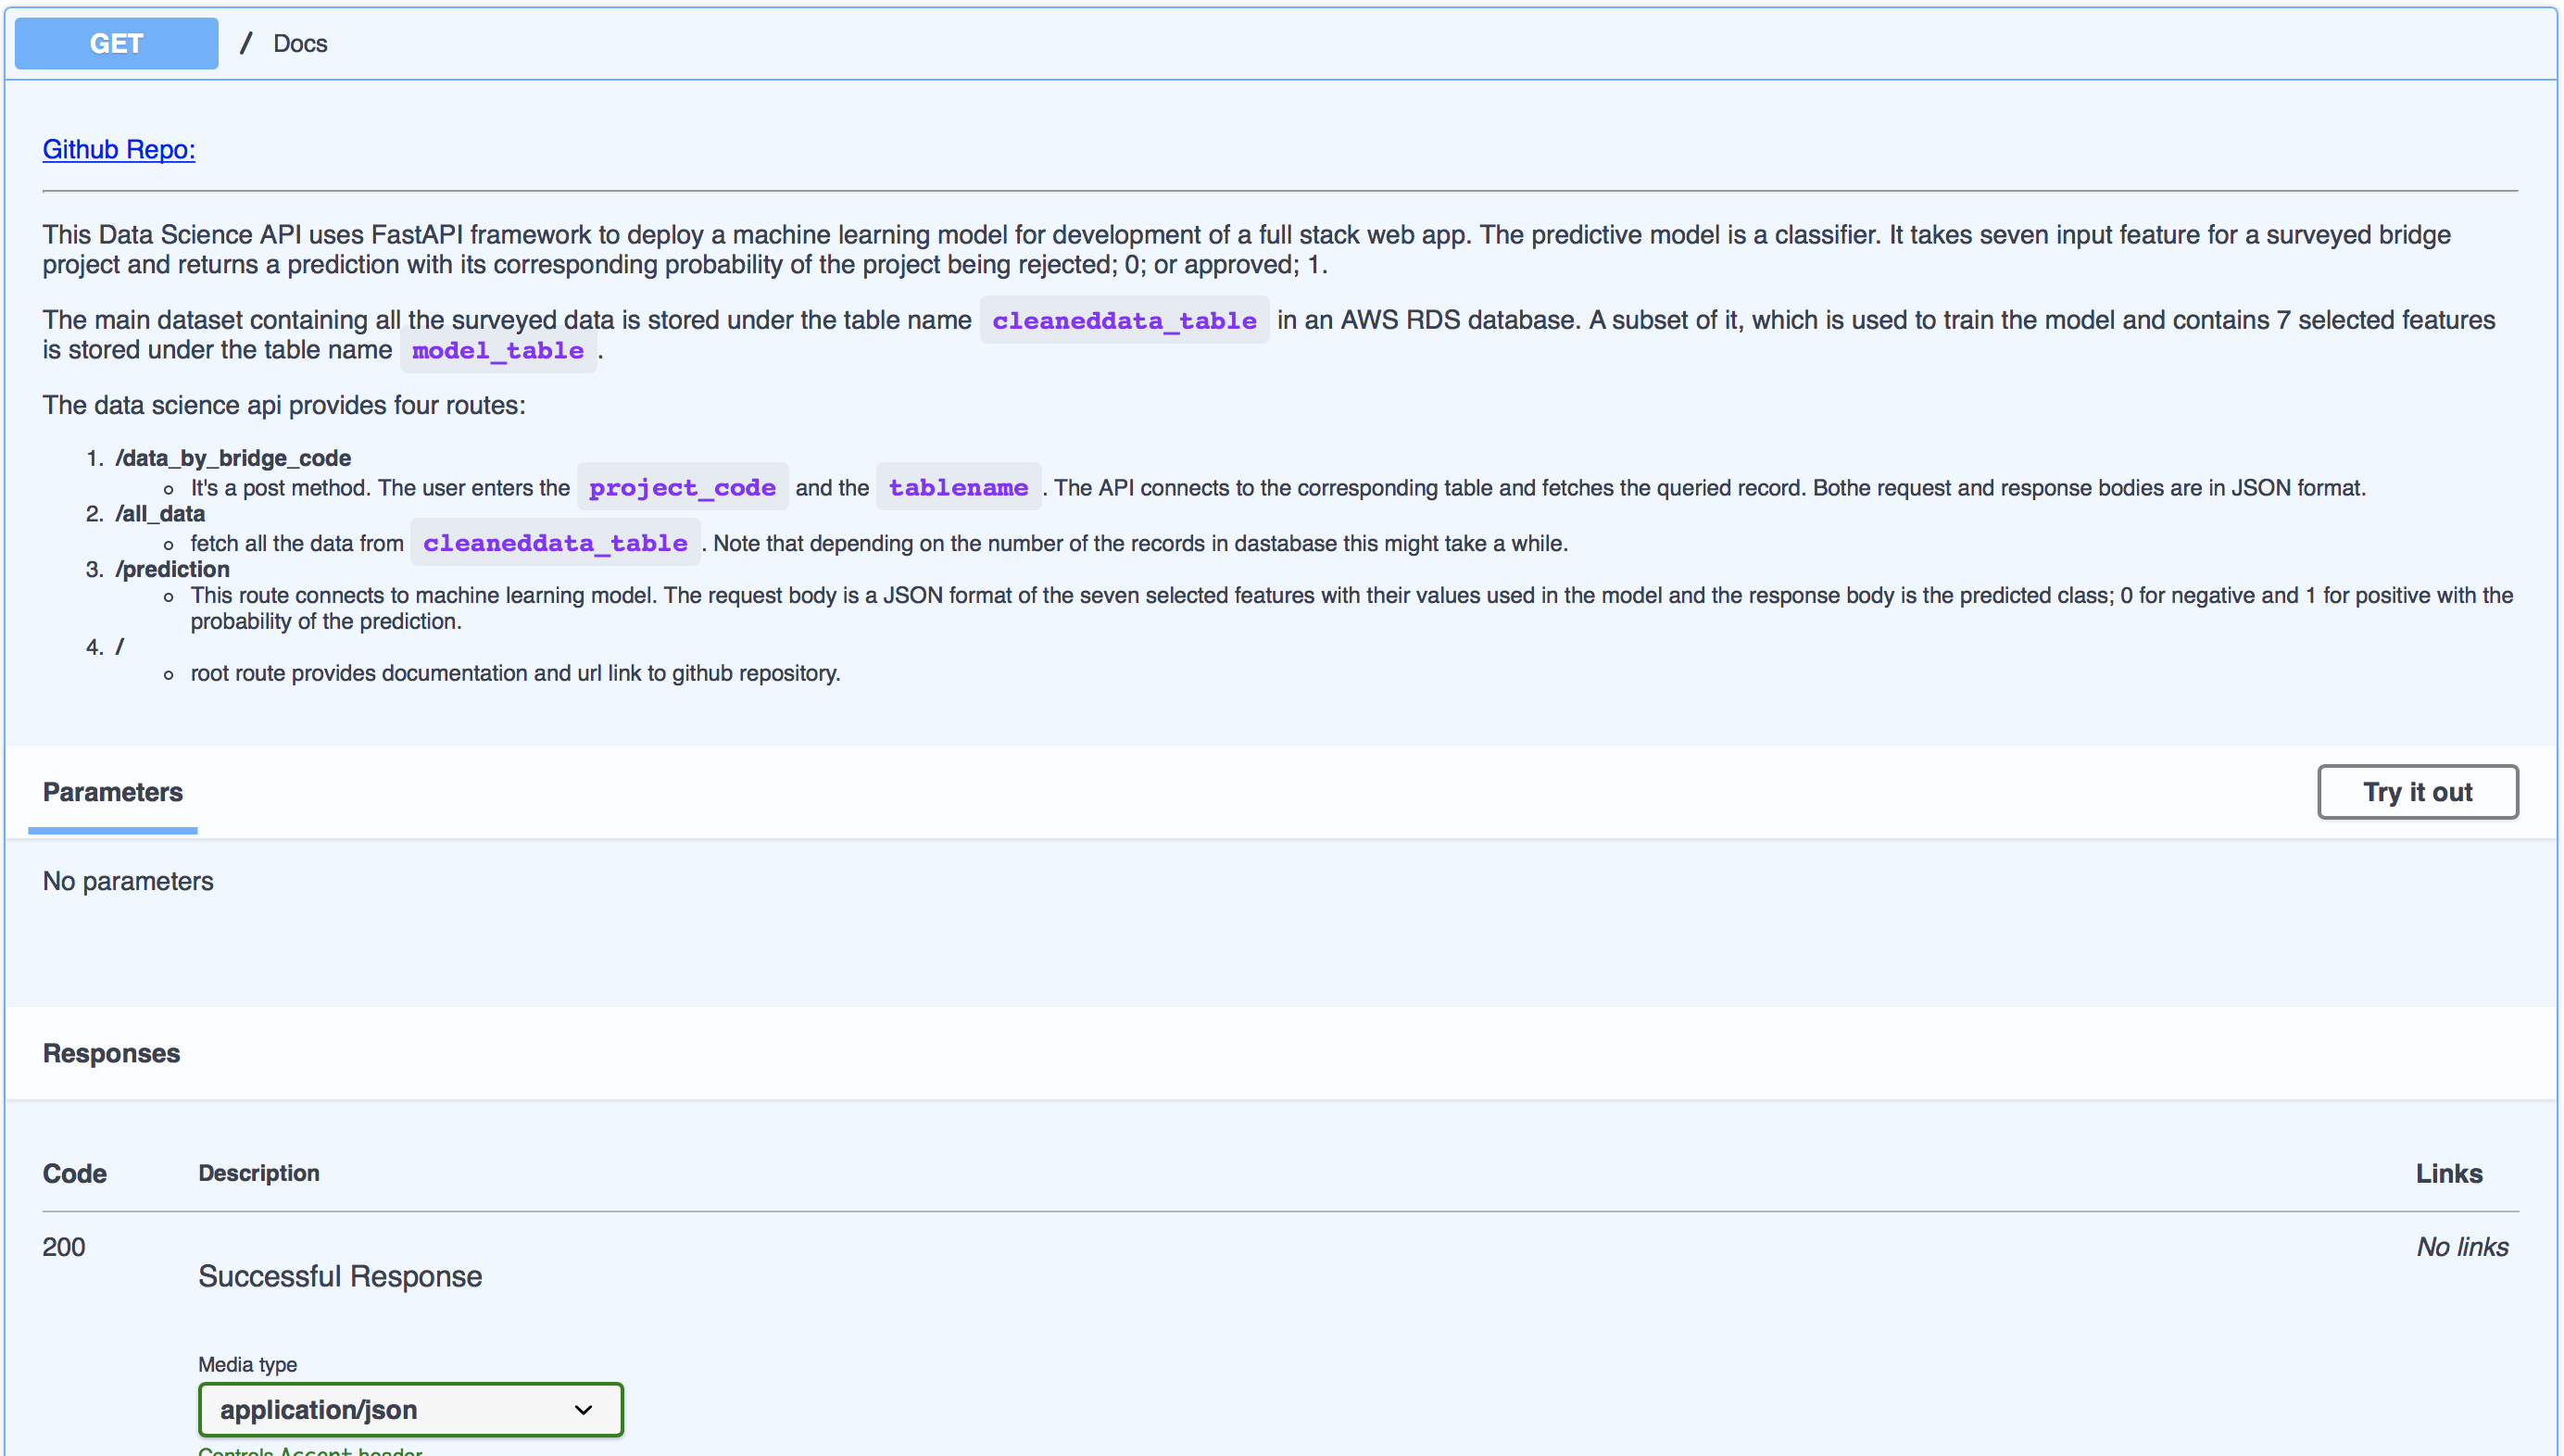 GET / Docs
Github Repo:
This Data Science API uses FastAPI framework to deploy a machine learning model for development of a full stack web app. The predictive model is a classifier. It takes seven input feature for a surveyed bridge
project and returns a prediction with its corresponding probability of the project being rejected; 0; or approved; 1.
The main dataset containing all the surveyed data is stored under the table name cleaneddata_table in an AWS RDS database. A subset of it, which is used to train the model and contains 7 selected features
is stored under the table name model_table .
The data science api provides four routes:
1. /data_by_bridge_code
○ It's a post method. The user enters the project_code and the tablename . The API connects to the corresponding table and fetches the queried record. Bothe request and response bodies are in JSON format.
2. /all_data
○ fetch all the data from cleaneddata_table . Note that depending on the number of the records in dastabase this might take a while.
3. /prediction
○ This route connects to machine learning model. The request body is a JSON format of the seven selected features with their values used in the model and the response body is the predicted class; 0 for negative and 1 for positive with the
probability of the prediction.
4. /
○ root route provides documentation and url link to github repository.
Parameters Try it out
No parameters
Responses
Code Description Links
200 No links
Successful Response
Media type
application/json
Controls Accept header